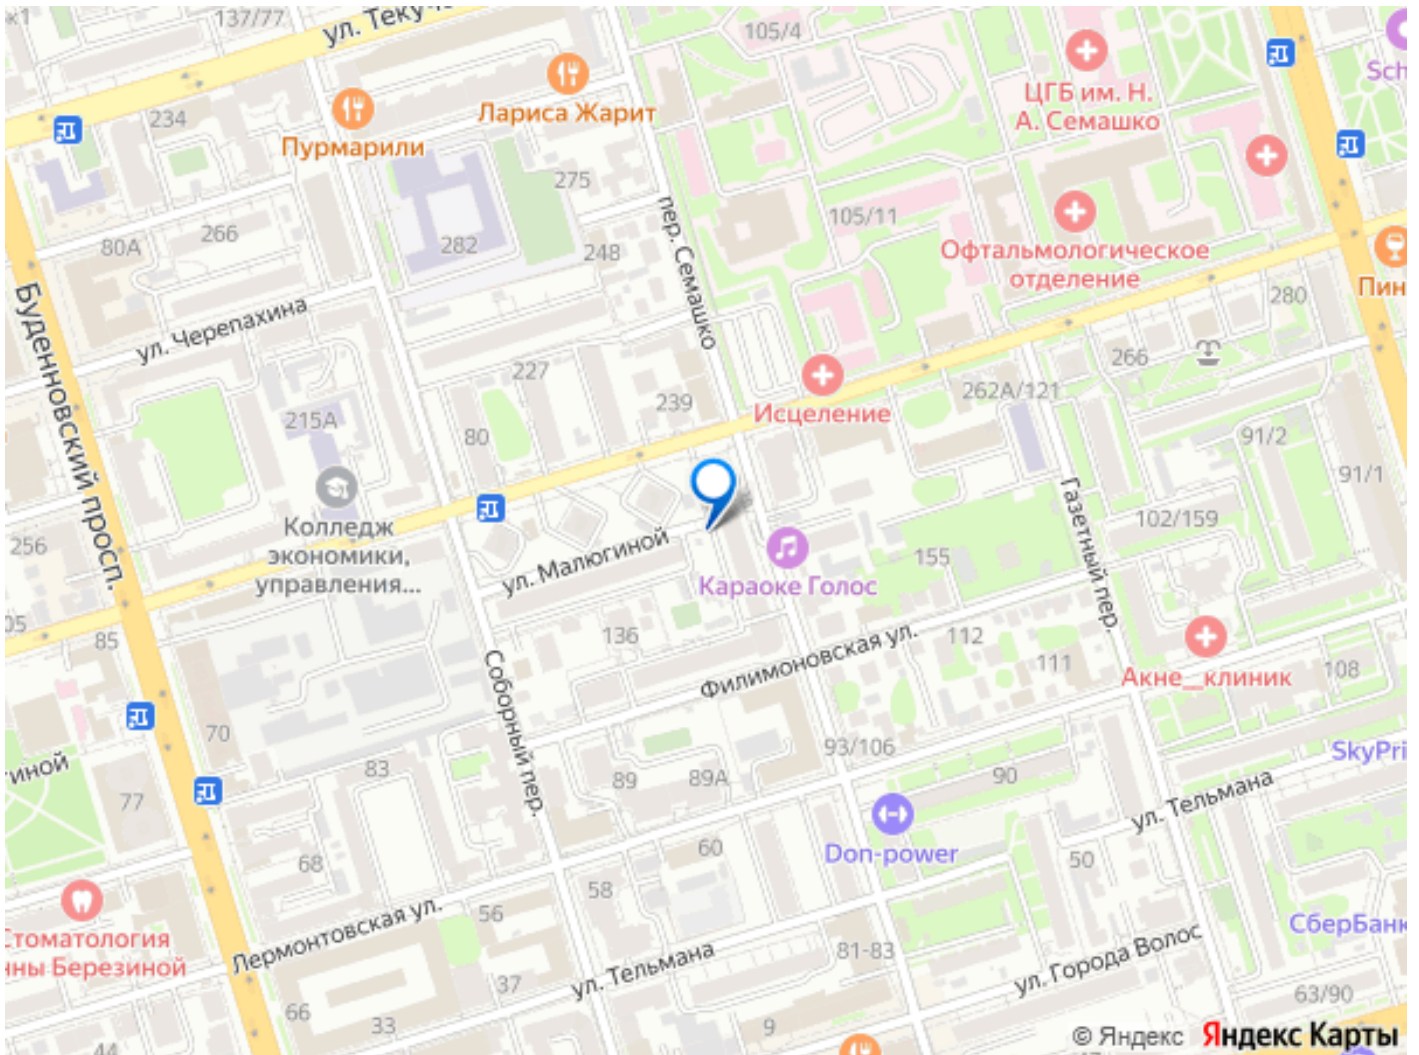 137/77
ул. Текуч
105/4
Sch
ЦГБ им. Н.
А. Семашко
Лариса Жарит
234
Пурмарили
275
пер. Семашко
105/11
80А
266
282
248
Офтальмологическое
отделение
280
Пин
Буденновский просп.
ул. Черепахина
227
239
266
262А/121
Исцеление
215А
80
91/2
91/1
Колледж
экономики,
управления...
256
Газетный пер.
102/159
ул. Малюгиной
Караоке Голос
155
05
85
136
Филимоновская ул.
112
111
Акне__клиник
108
Соборный пер.
70
93/106
SkyPri
гиной
83
89
89А
90
77
ул. Тельмана
Don-power
60
50
68
58
Лермонтовская ул.
56
СберБанк
Стоматология
нны Березиной
81-83
ул. Города Волос
ул. Тельмана
37
66
33
9
63/90
44
© Яндекс Яндекс Карты